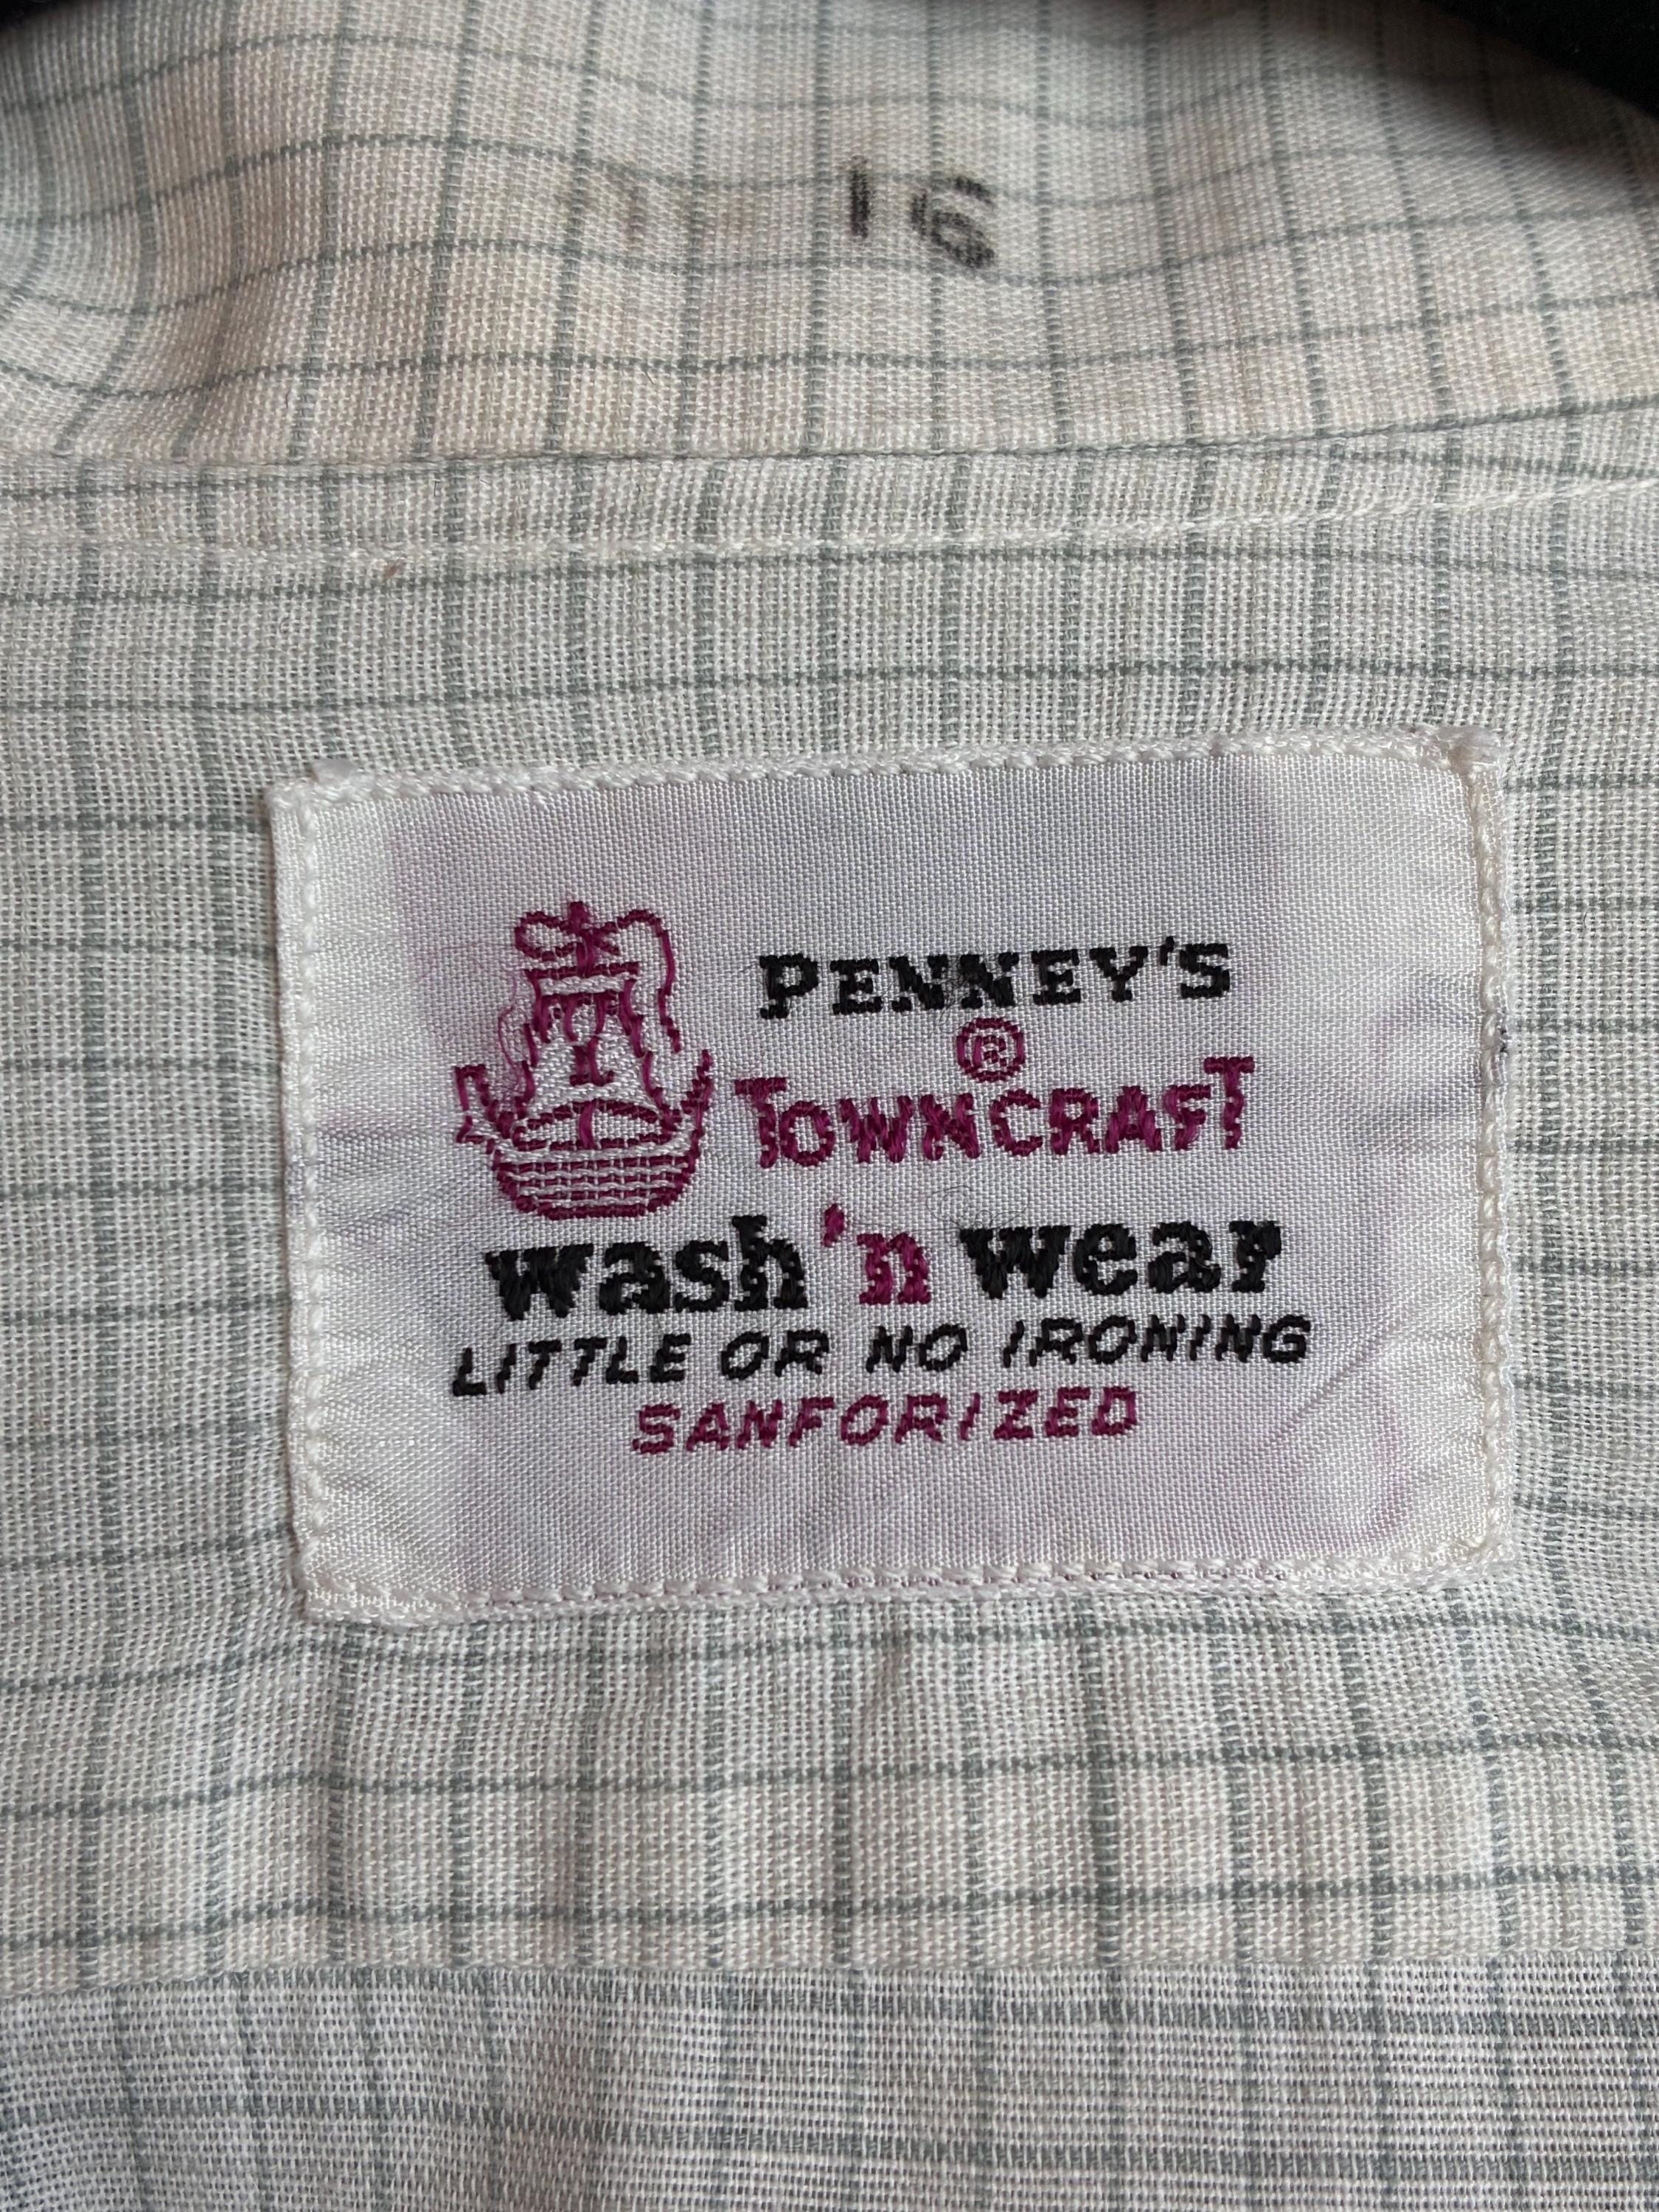 16
PENNEY'S
®
TOWNCRAFT
wash 'n wear
LITTLE OR NO IRONING
SANFORIZED